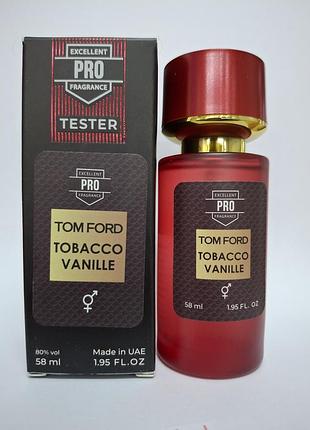 EXCELLENT
PRO
FRAGRANCE
TESTER
EXCELLENT
PRO
FRAGRANCE
TOM FORD
TOBACCO
VANILLE
80% vol
Made in UAE
58 ml
1.95 FL.OZ
EXCELLENT
PRO
FRAGRANCE
TOM FORD
TOBACCO
VANILLE
58 ml
1.95 FL. OZ